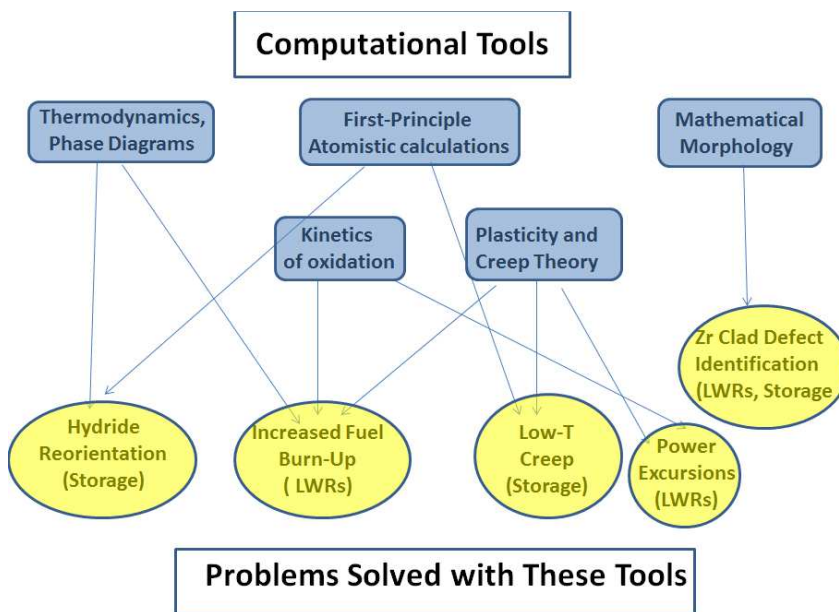 Computational Tools
Thermodynamics,
Phase Diagrams
First-Principle
Atomistic calculations
Mathematical
Morphology
Kinetics
of oxidation
Plasticity and
Creep Theory
Zr Clad Defect
Identification
(LWRs, Storage
Hydride
Reorientation
(Storage)
Increased Fuel
Burn-Up
( LWRs)
Low-T
Creep
(Storage)
Power
Excursions
(LWRs)
Problems Solved with These Tools